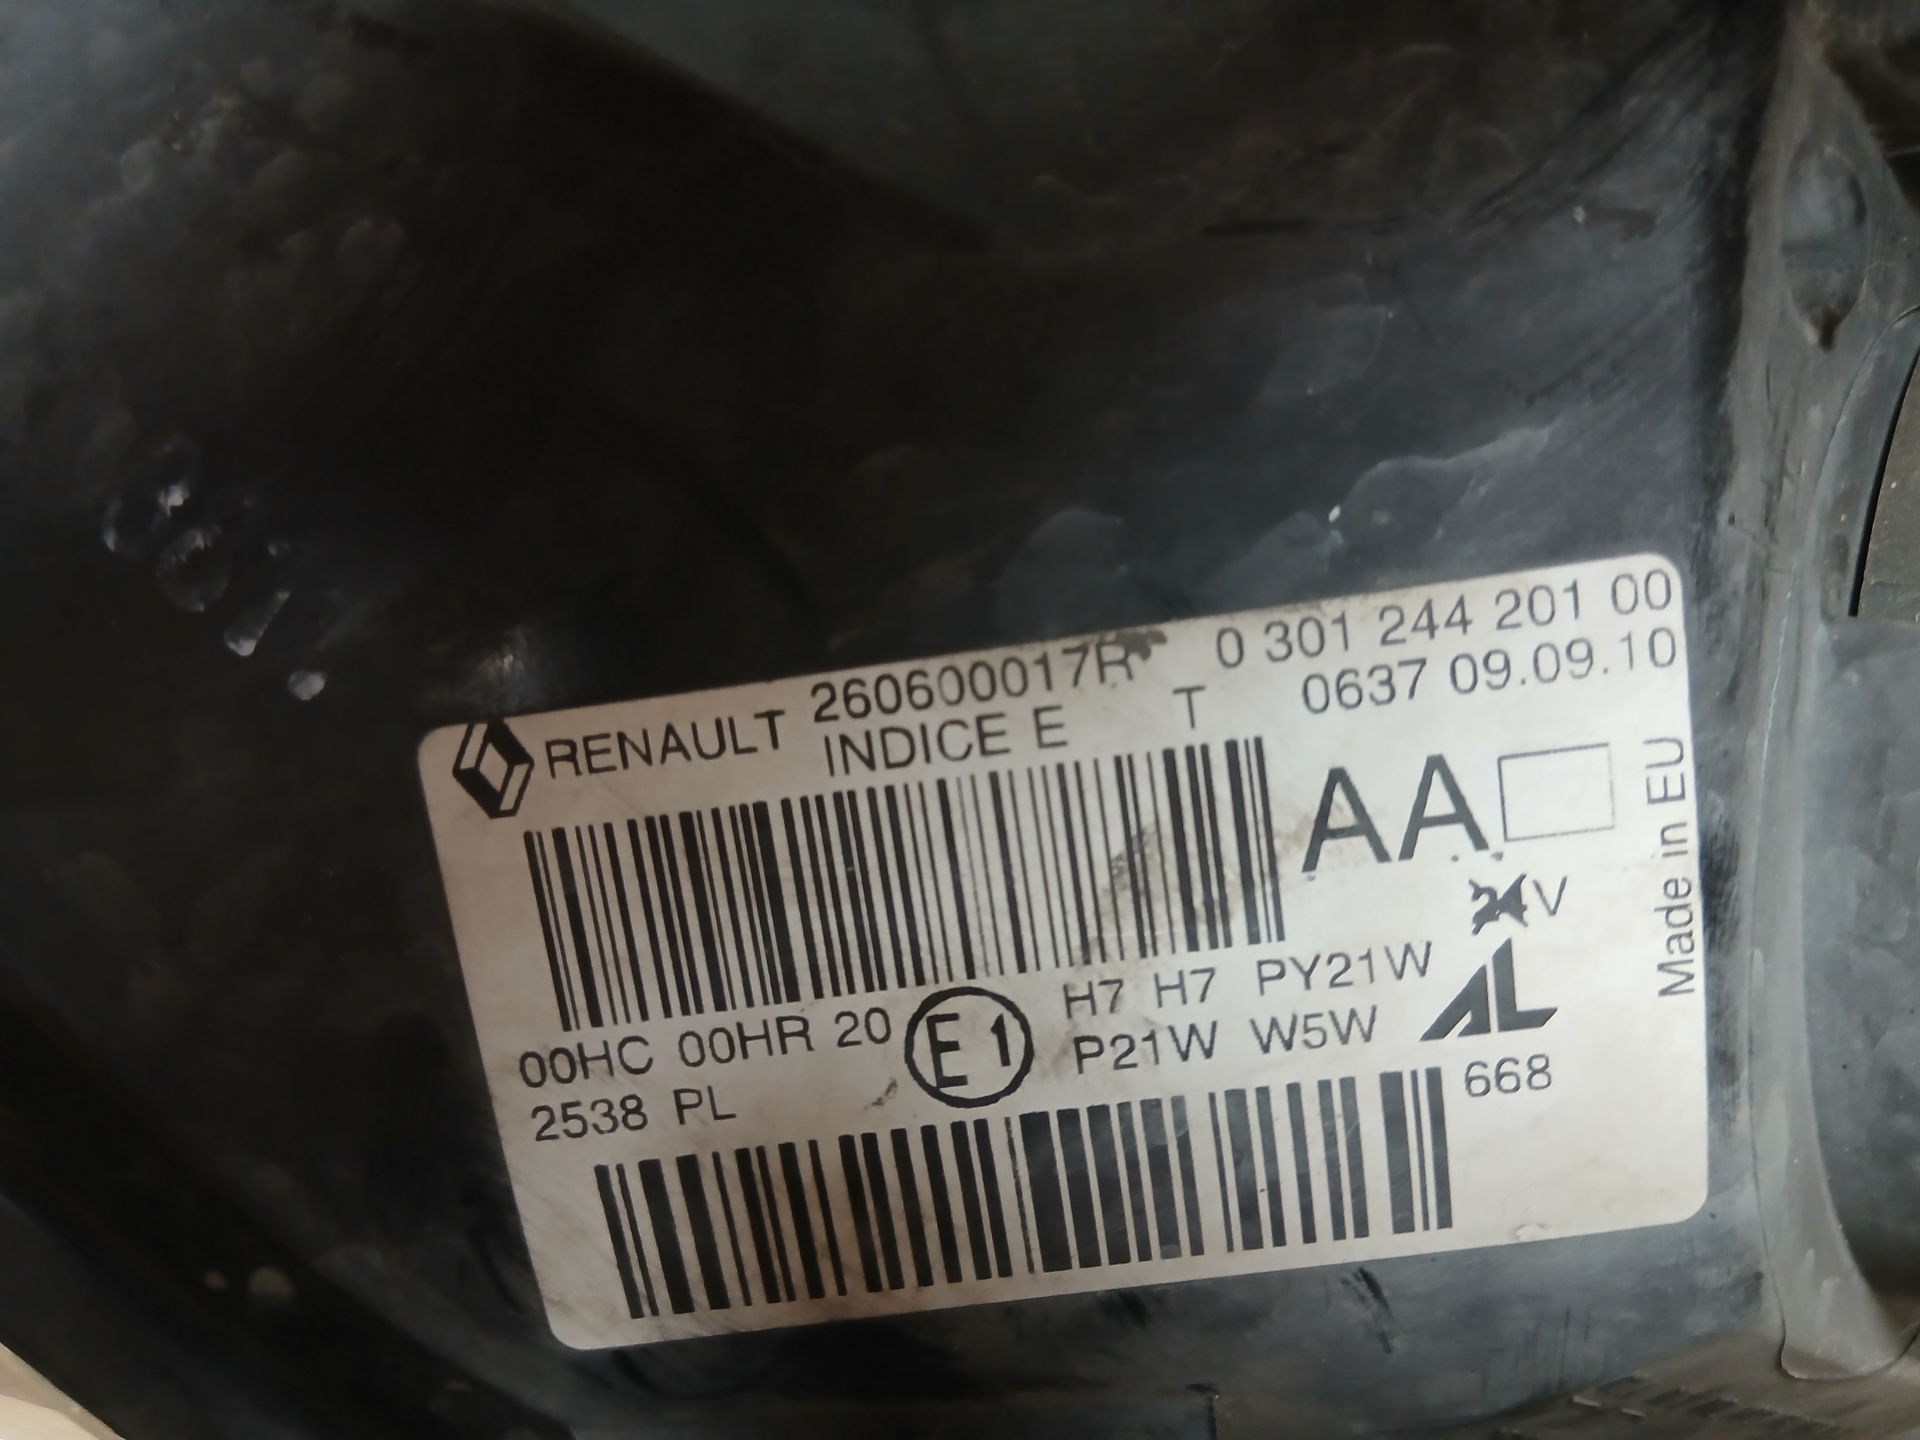 RENAULT 260600017R 0 301 244 201 00
INDICE E T 0637 09.09.10
AA
24 V
Made in EU
00HC 00HR 20 E1 H7 H7 PY21W
2538 PL P21W W5W AL
668